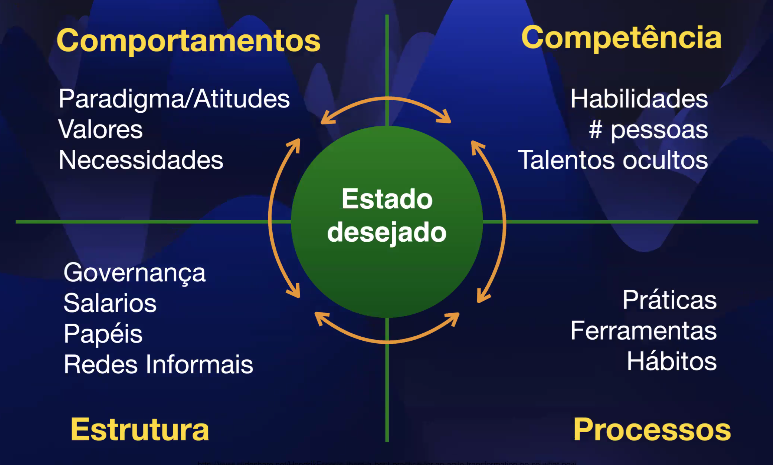 Comportamentos
Paradigma/Atitudes
Valores
Necessidades
Competência
Habilidades
# pessoas
Talentos ocultos
Estado
desejado
Governança
Salarios
Papéis
Redes Informais
Estrutura
Práticas
Ferramentas
Hábitos
Processos